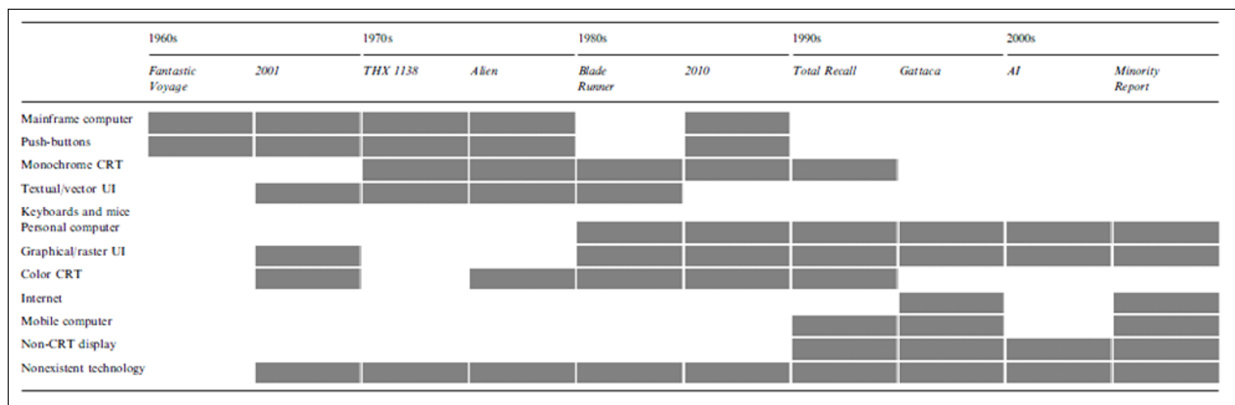 1960s 1970s 1980s 1990s 2000s
Fantastic Voyage 2001 THX 1138 Alien Blade Runner 2010 Total Recall Gattaca AI Minority Report
Mainframe computer
Push-buttons
Monochrome CRT
Textual/vector UI
Keyboards and mice
Personal computer
Graphical/raster UI
Color CRT
Internet
Mobile computer
Non-CRT display
Nonexistent technology